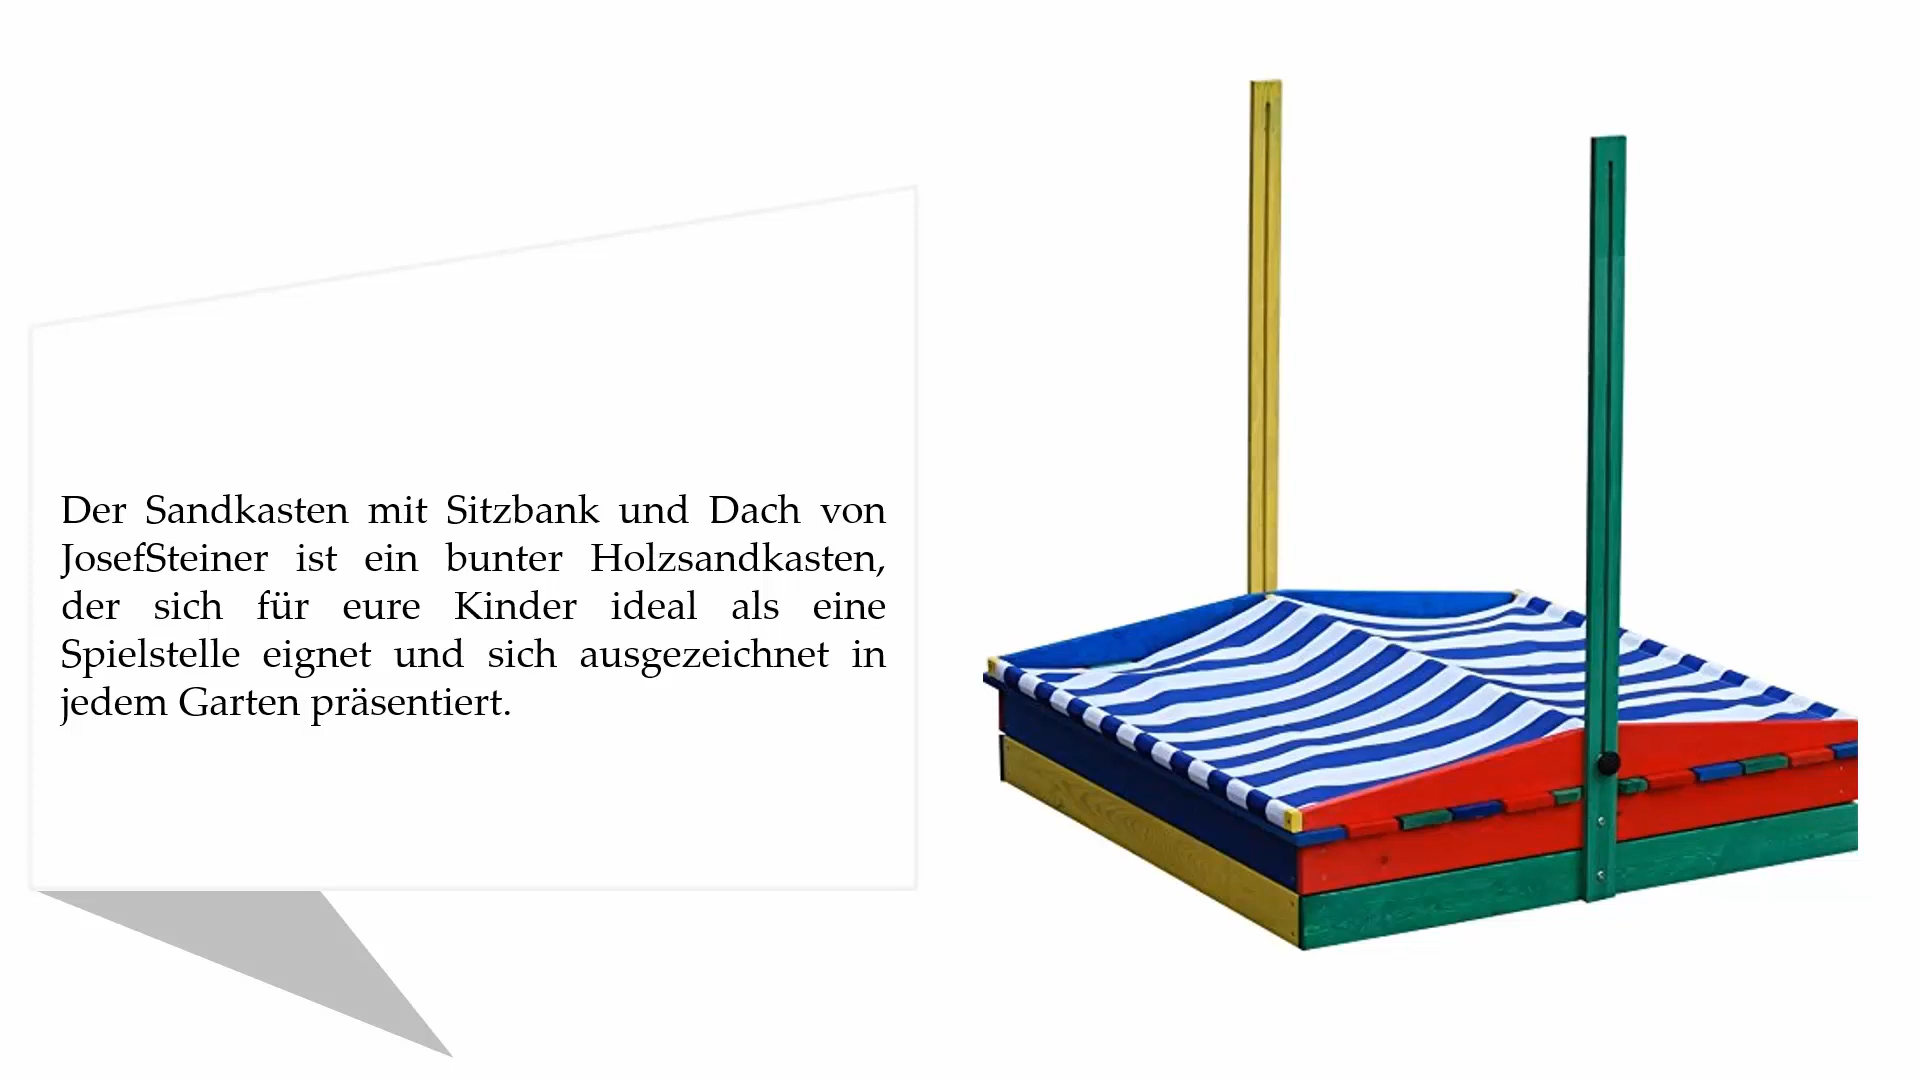 Der Sandkasten mit Sitzbank und Dach von
JosefSteiner ist ein bunter Holzsandkasten,
der sich für eure Kinder ideal als eine
Spielstelle eignet und sich ausgezeichnet in
jedem Garten präsentiert.